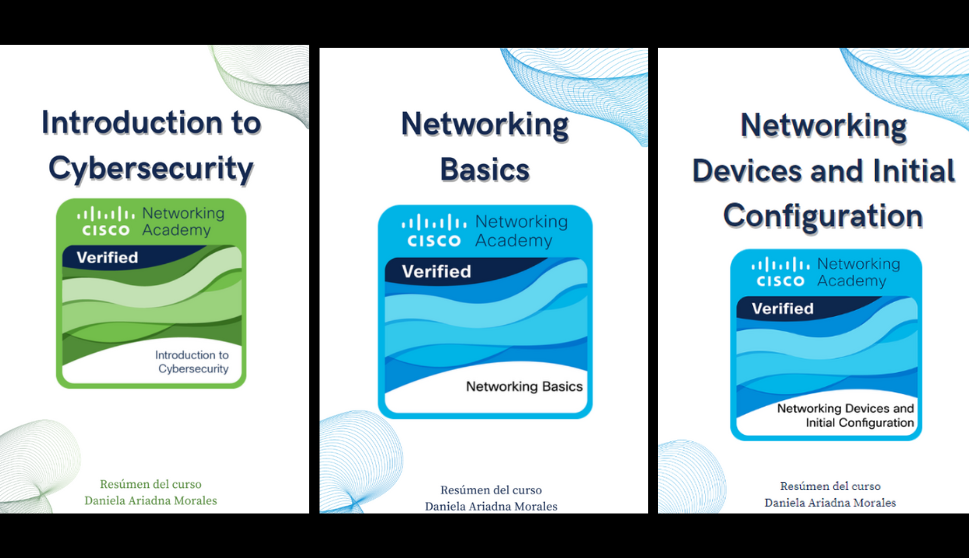 Introduction to
Cybersecurity
CISCO
Networking
Academy
Verified
Introduction to
Cybersecurity
Resúmen del curso
Daniela Ariadna Morales
Networking
Basics
CISCO
Networking
Academy
Verified
Networking Basics
Resúmen del curso
Daniela Ariadna Morales
Networking
Devices and Initial
Configuration
CISCO
Networking
Academy
Verified
Networking Devices and
Initial Configuration
Resúmen del curso
Daniela Ariadna Morales